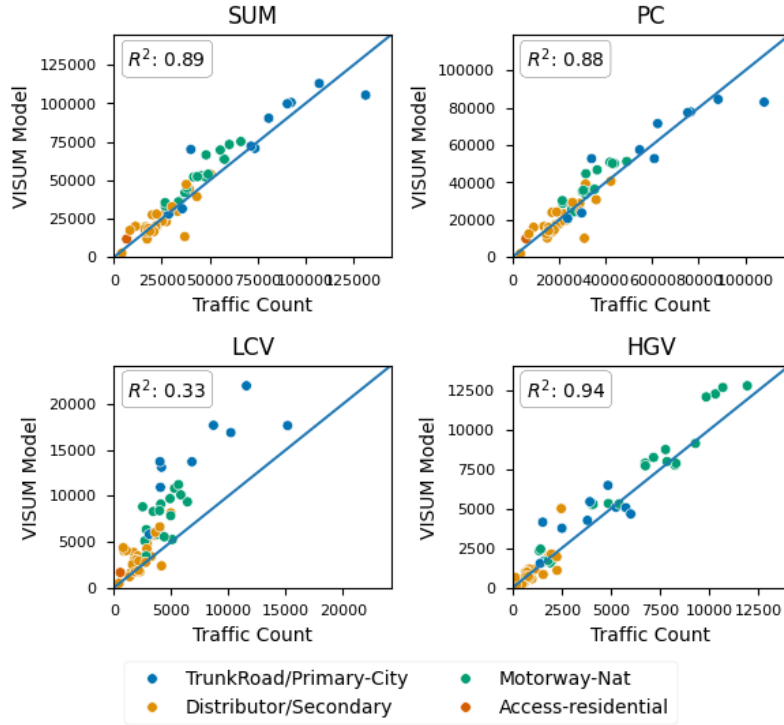 SUM
R²: 0.89
VISUM Model
125000
100000
75000
50000
25000
0
0 25000 50000 75000 100000 125000
Traffic Count
PC
R²: 0.88
VISUM Model
100000
80000
60000
40000
20000
0
0 20000 40000 60000 80000 100000
Traffic Count
LCV
R²: 0.33
VISUM Model
20000
15000
10000
5000
0
0 5000 10000 15000 20000
Traffic Count
HGV
R²: 0.94
VISUM Model
12500
10000
7500
5000
2500
0
0 2500 5000 7500 10000 12500
Traffic Count
TrunkRoad/Primary-City
Distributor/Secondary
Motorway-Nat
Access-residential